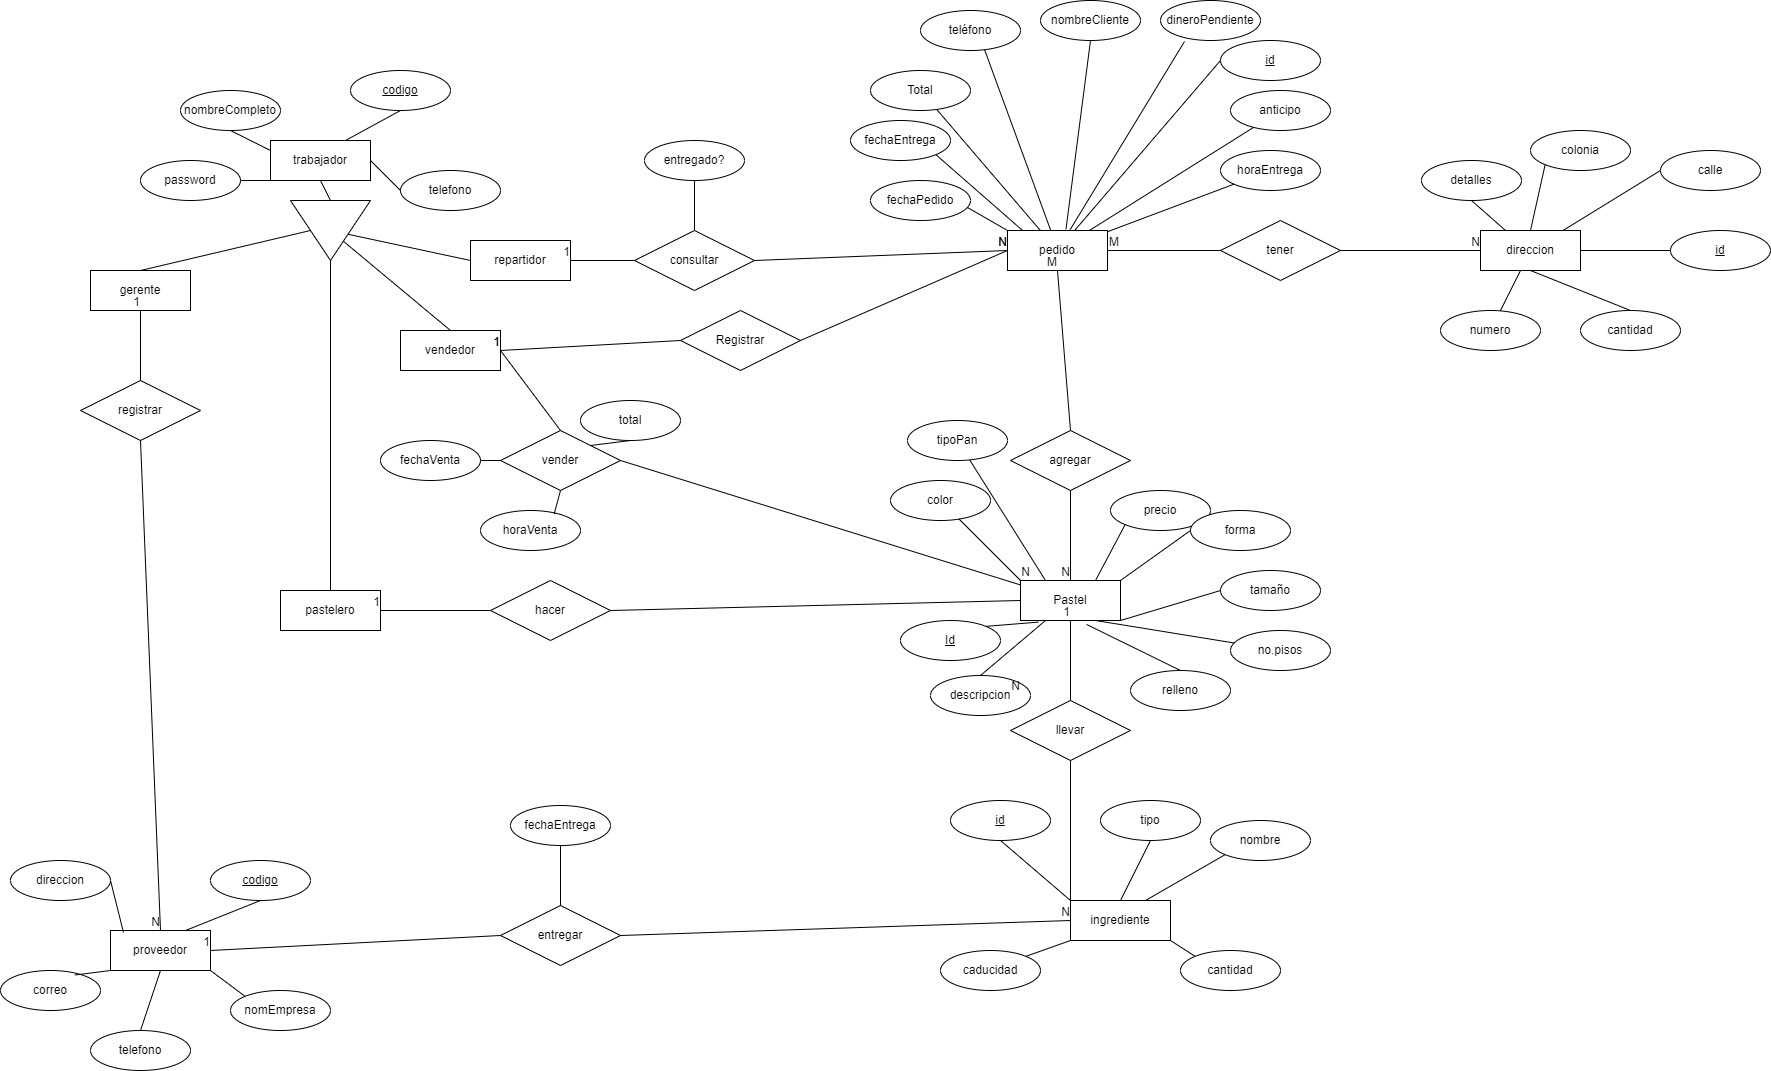 teléfono
nombreCliente
dineroPendiente
id
Total
anticipo
fechaEntrega
horaEntrega
fechaPedido
N
pedido
M
M
nombreCompleto
codigo
trabajador
password
telefono
entregado?
gerente
1
repartidor
1
consultar
tener
colonia
detalles
calle
N
direccion
id
numero
cantidad
vendedor
1
Registrar
registrar
total
fechaVenta
vender
horaVenta
tipoPan
agregar
color
precio
forma
N
N
tamaño
pastelero
1
hacer
Pastel
1
Id
no.pisos
descripcion
N
relleno
llevar
fechaEntrega
id
tipo
nombre
direccion
codigo
N
proveedor
1
entregar
N
ingrediente
correo
nomEmpresa
caducidad
cantidad
telefono